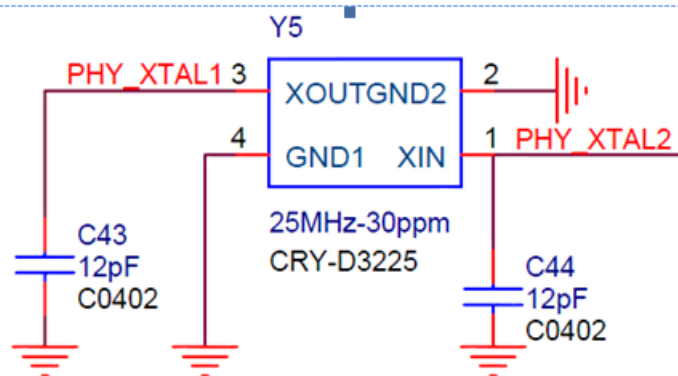 Y5
PHY_XTAL1 3 XOUTGND2 2
4 GND1 XIN 1 PHY_XTAL2
25MHz-30ppm
CRY-D3225
C43
12pF
C0402
C44
12pF
C0402